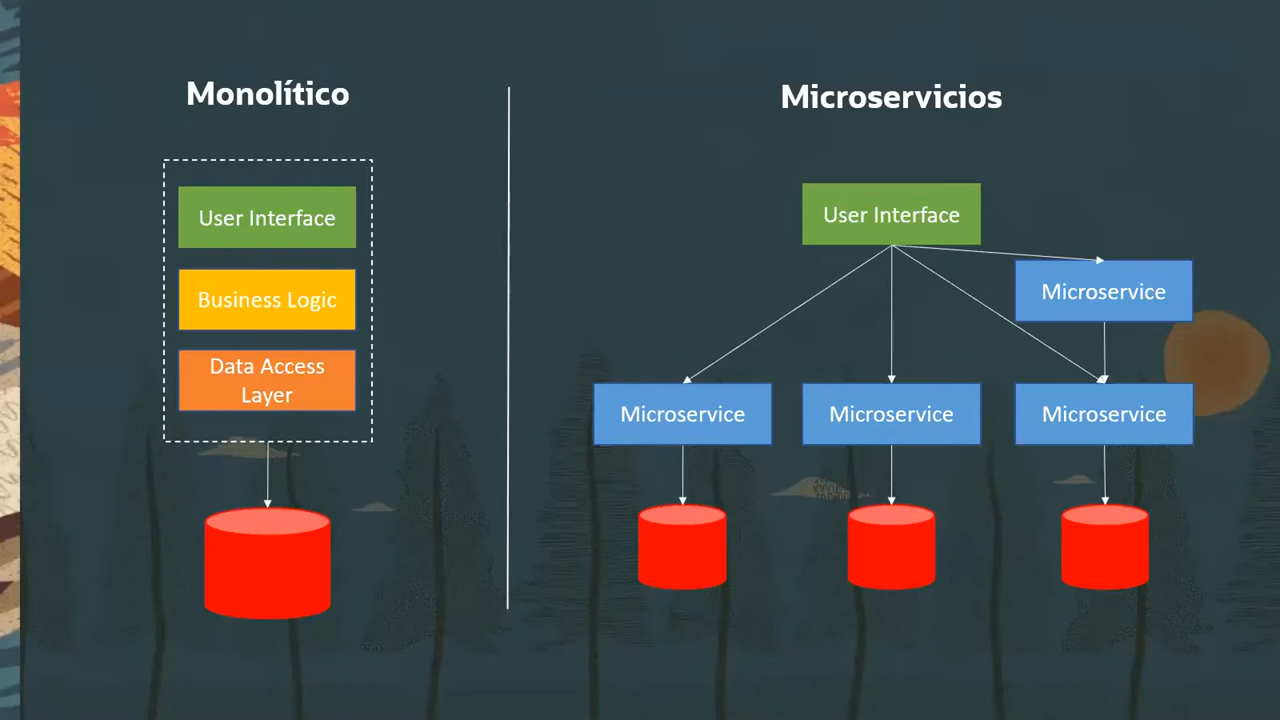 Monolítico
User Interface
Business Logic
Data Access
Layer
Microservicios
User Interface
Microservice
Microservice
Microservice
Microservice